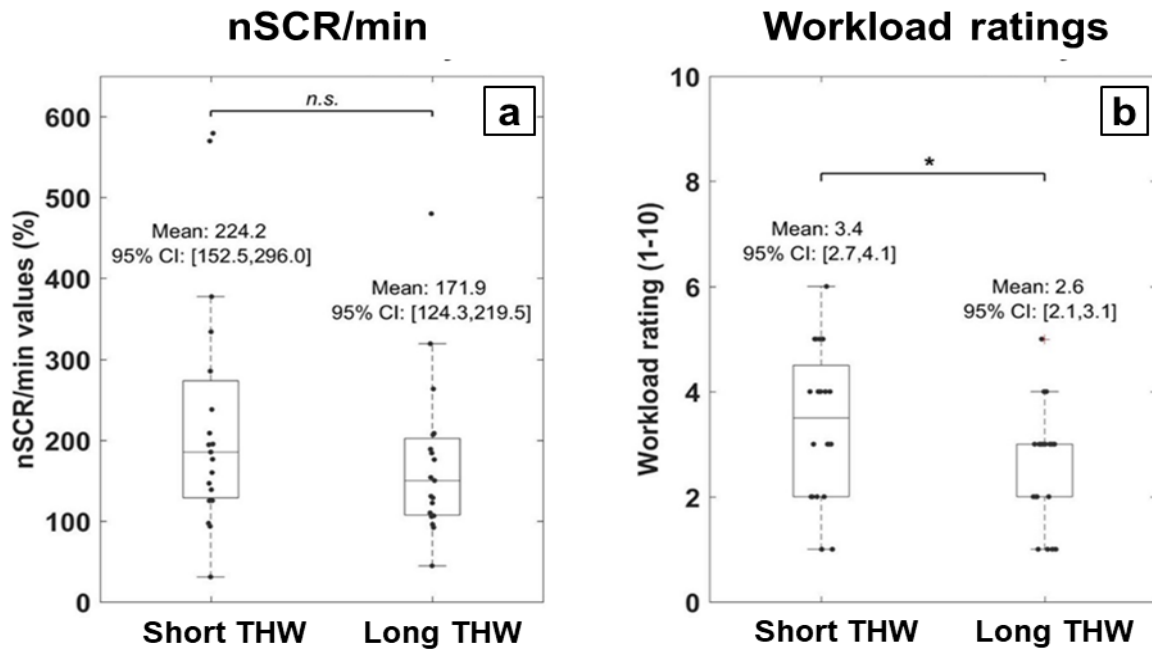 nSCR/min
Workload ratings
a
nSCR/min values (%)
600
500
400
300
200
100
0
n.s.
Mean: 224.2
95% CI: [152.5,296.0]
Mean: 171.9
95% CI: [124.3,219.5]
Short THW
Long THW
b
Workload rating (1-10)
10
8
6
4
2
0
*
Mean: 3.4
95% CI: [2.7,4.1]
Mean: 2.6
95% CI: [2.1,3.1]
Short THW
Long THW